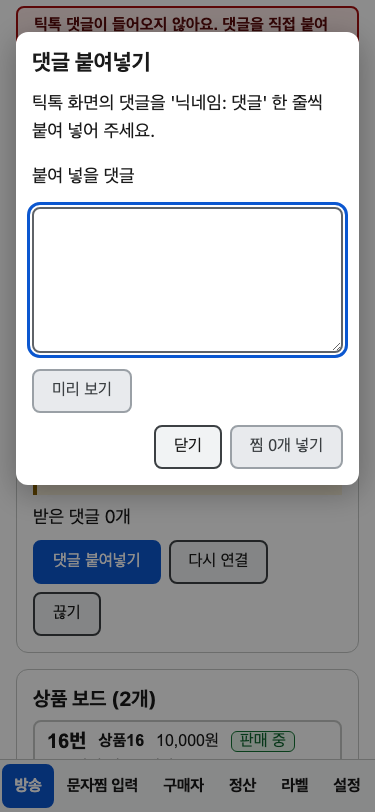 틱톡 댓글이 들어오지 않아요. 댓글을 직접 붙여
댓글 붙여넣기
틱톡 화면의 댓글을 '닉네임: 댓글' 한 줄씩
붙여 넣어 주세요.
붙여 넣을 댓글
미리 보기
닫기
찜 0개 넣기
받은 댓글 0개
댓글 붙여넣기
다시 연결
끊기
상품 보드 (2개)
16번 상품16 10,000원 판매 중
방송 문자찜 입력 구매자 정산 라벨 설정